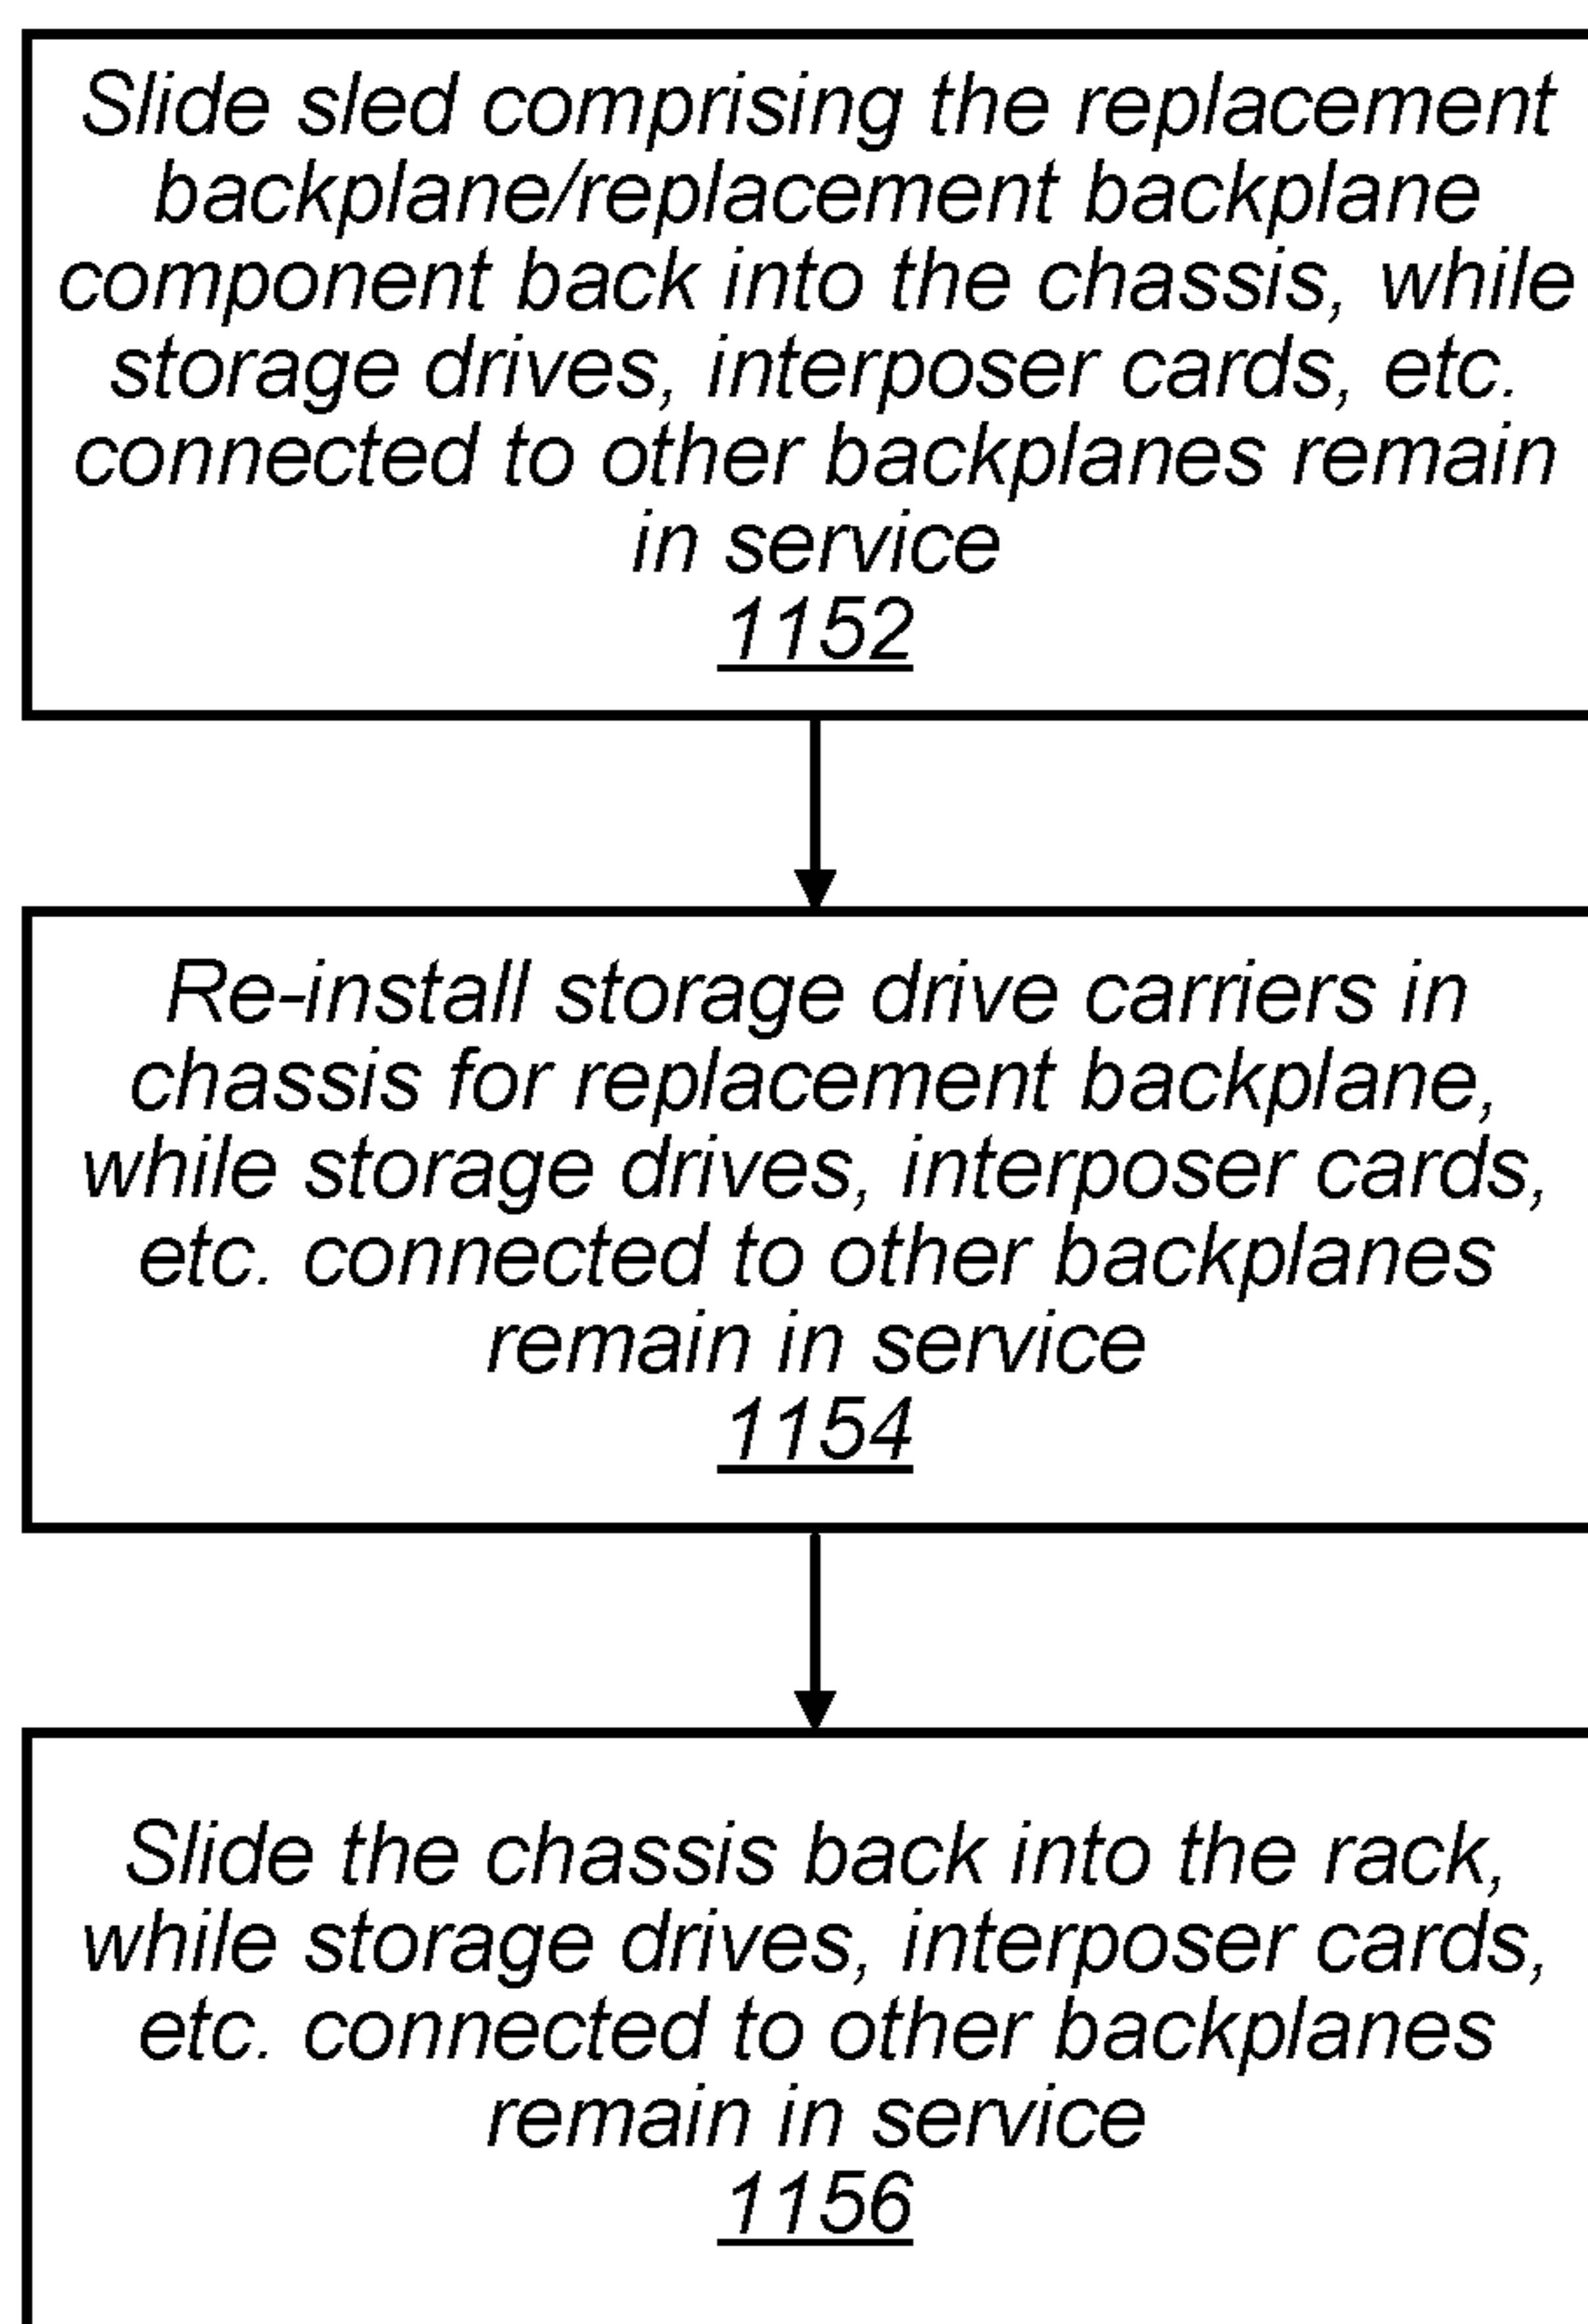 Slide sled comprising the replacement
backplane/replacement backplane
component back into the chassis, while
storage drives, interposer cards, etc.
connected to other backplanes remain
in service
1152
Re-install storage drive carriers in
chassis for replacement backplane,
while storage drives, interposer cards,
etc. connected to other backplanes
remain in service
1154
Slide the chassis back into the rack,
while storage drives, interposer cards,
etc. connected to other backplanes
remain in service
1156